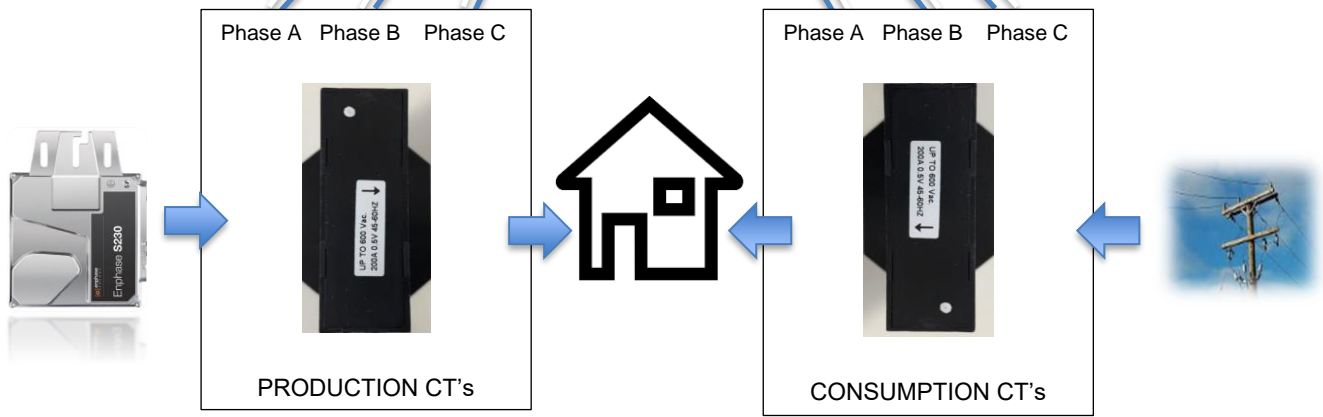 Phase A Phase B Phase C
Phase A Phase B Phase C
UP TO 600 Vac.
200A 0.5V 45-60HZ
UP TO 600 Vac.
200A 0.5V 45-60HZ
enphase
Enphase S230
PRODUCTION CT's
CONSUMPTION CT's